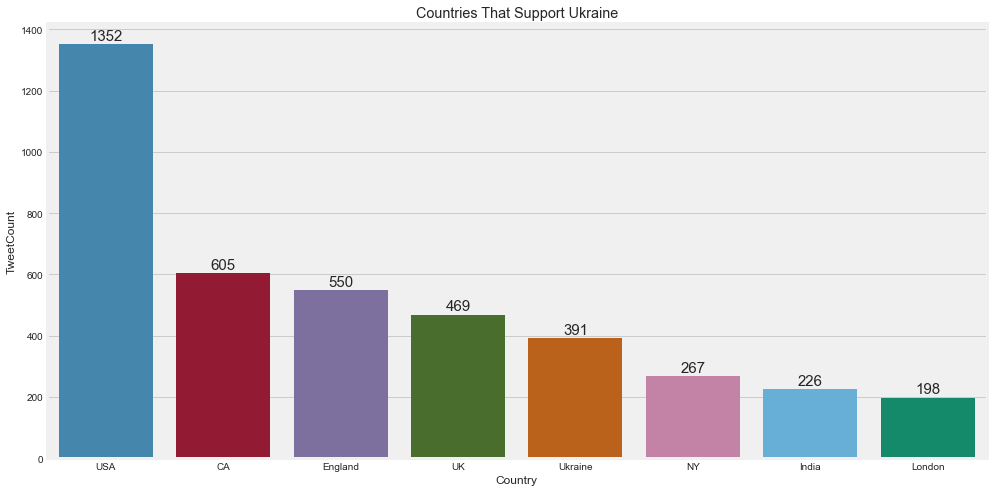 Countries That Support Ukraine
1400
1200
1000
800
600
400
200
0
TweetCount
1352
605
550
469
391
267
226
198
USA
CA
England
UK
Ukraine
NY
India
London
Country